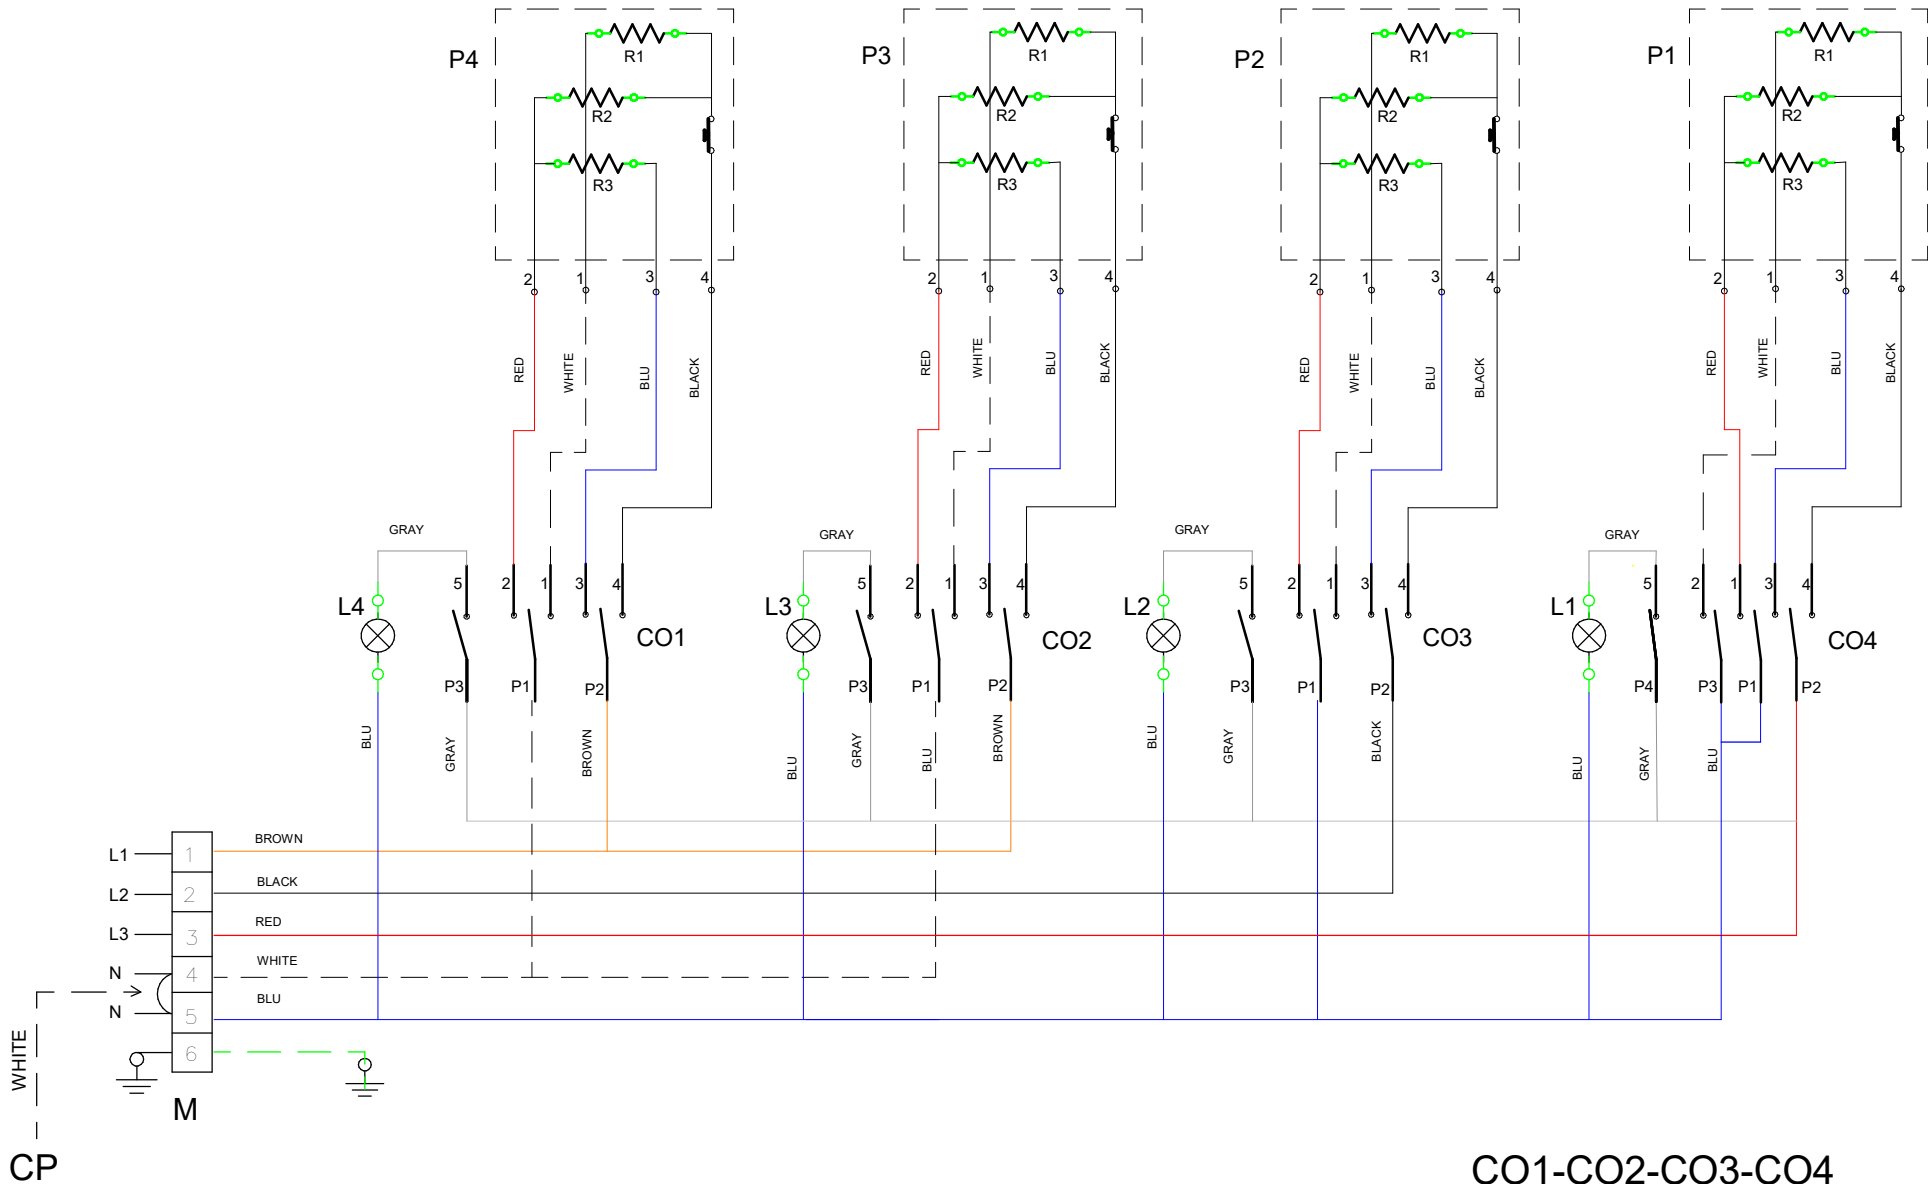 P4 R1 P3 R1 P2 R1 P1 R1
R2 R2 R2 R2
R3 R3 R3 R3
2 1 3 4 2 1 3 4 2 1 3 4 2 1 3 4
RED WHITE BLU BLACK RED WHITE BLU BLACK RED WHITE BLU BLACK RED WHITE BLU BLACK
GRAY GRAY GRAY GRAY
5 2 1 3 4 5 2 1 3 4 5 2 1 3 4 5 2 1 3 4
L4 CO1 L3 CO2 L2 CO3 L1 CO4
P3 P1 P2 P3 P1 P2 P3 P1 P2 P4 P3 P1 P2
BLU GRAY BROWN BLU GRAY BLU BROWN BLU GRAY BLACK BLU GRAY BLU
L1 1 BROWN
L2 2 BLACK
L3 3 RED
N 4 WHITE
N 5 BLU
6
WHITE
M
CP
CO1-CO2-CO3-CO4